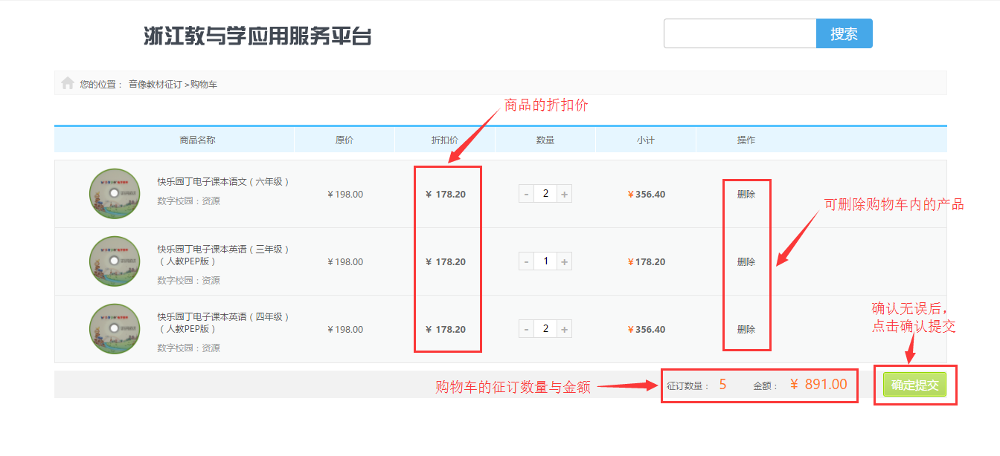 浙江教与学应用服务平台
搜索
您的位置： 音像教材征订 >购物车
商品的折扣价
商品名称 原价 折扣价 数量 小计 操作
快乐园丁电子课本语文（六年级）
数字校园：资源
￥198.00 ￥ 178.20 - 2 + ￥356.40 删除
可删除购物车内的产品
快乐园丁电子课本英语（三年级）
（人教PEP版）
数字校园：资源
￥198.00 ￥ 178.20 - 1 + ￥178.20 删除
确认无误后，
点击确认提交
快乐园丁电子课本英语（四年级）
（人教PEP版）
数字校园：资源
￥198.00 ￥ 178.20 - 2 + ￥356.40 删除
购物车的征订数量与金额
征订数量： 5 金额： ￥ 891.00
确定提交